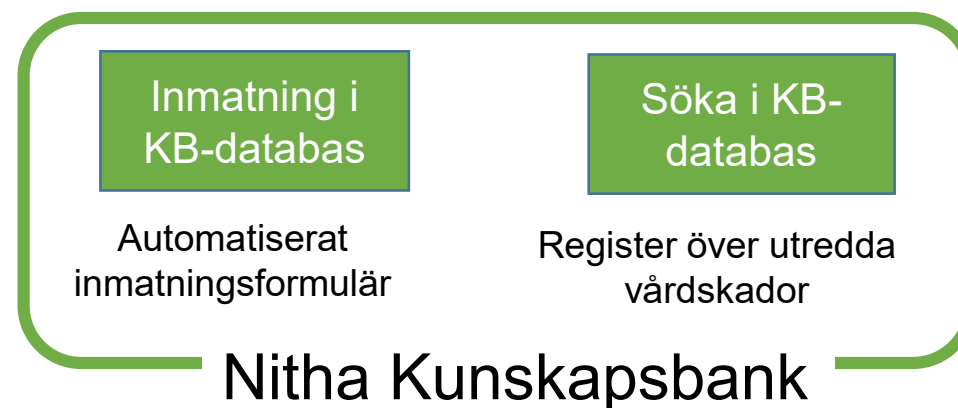 Inmatning i
KB-databas
Automatiserat
inmatningsformulär
Söka i KB-
databas
Register över utredda
vårdskador
Nitha Kunskapsbank